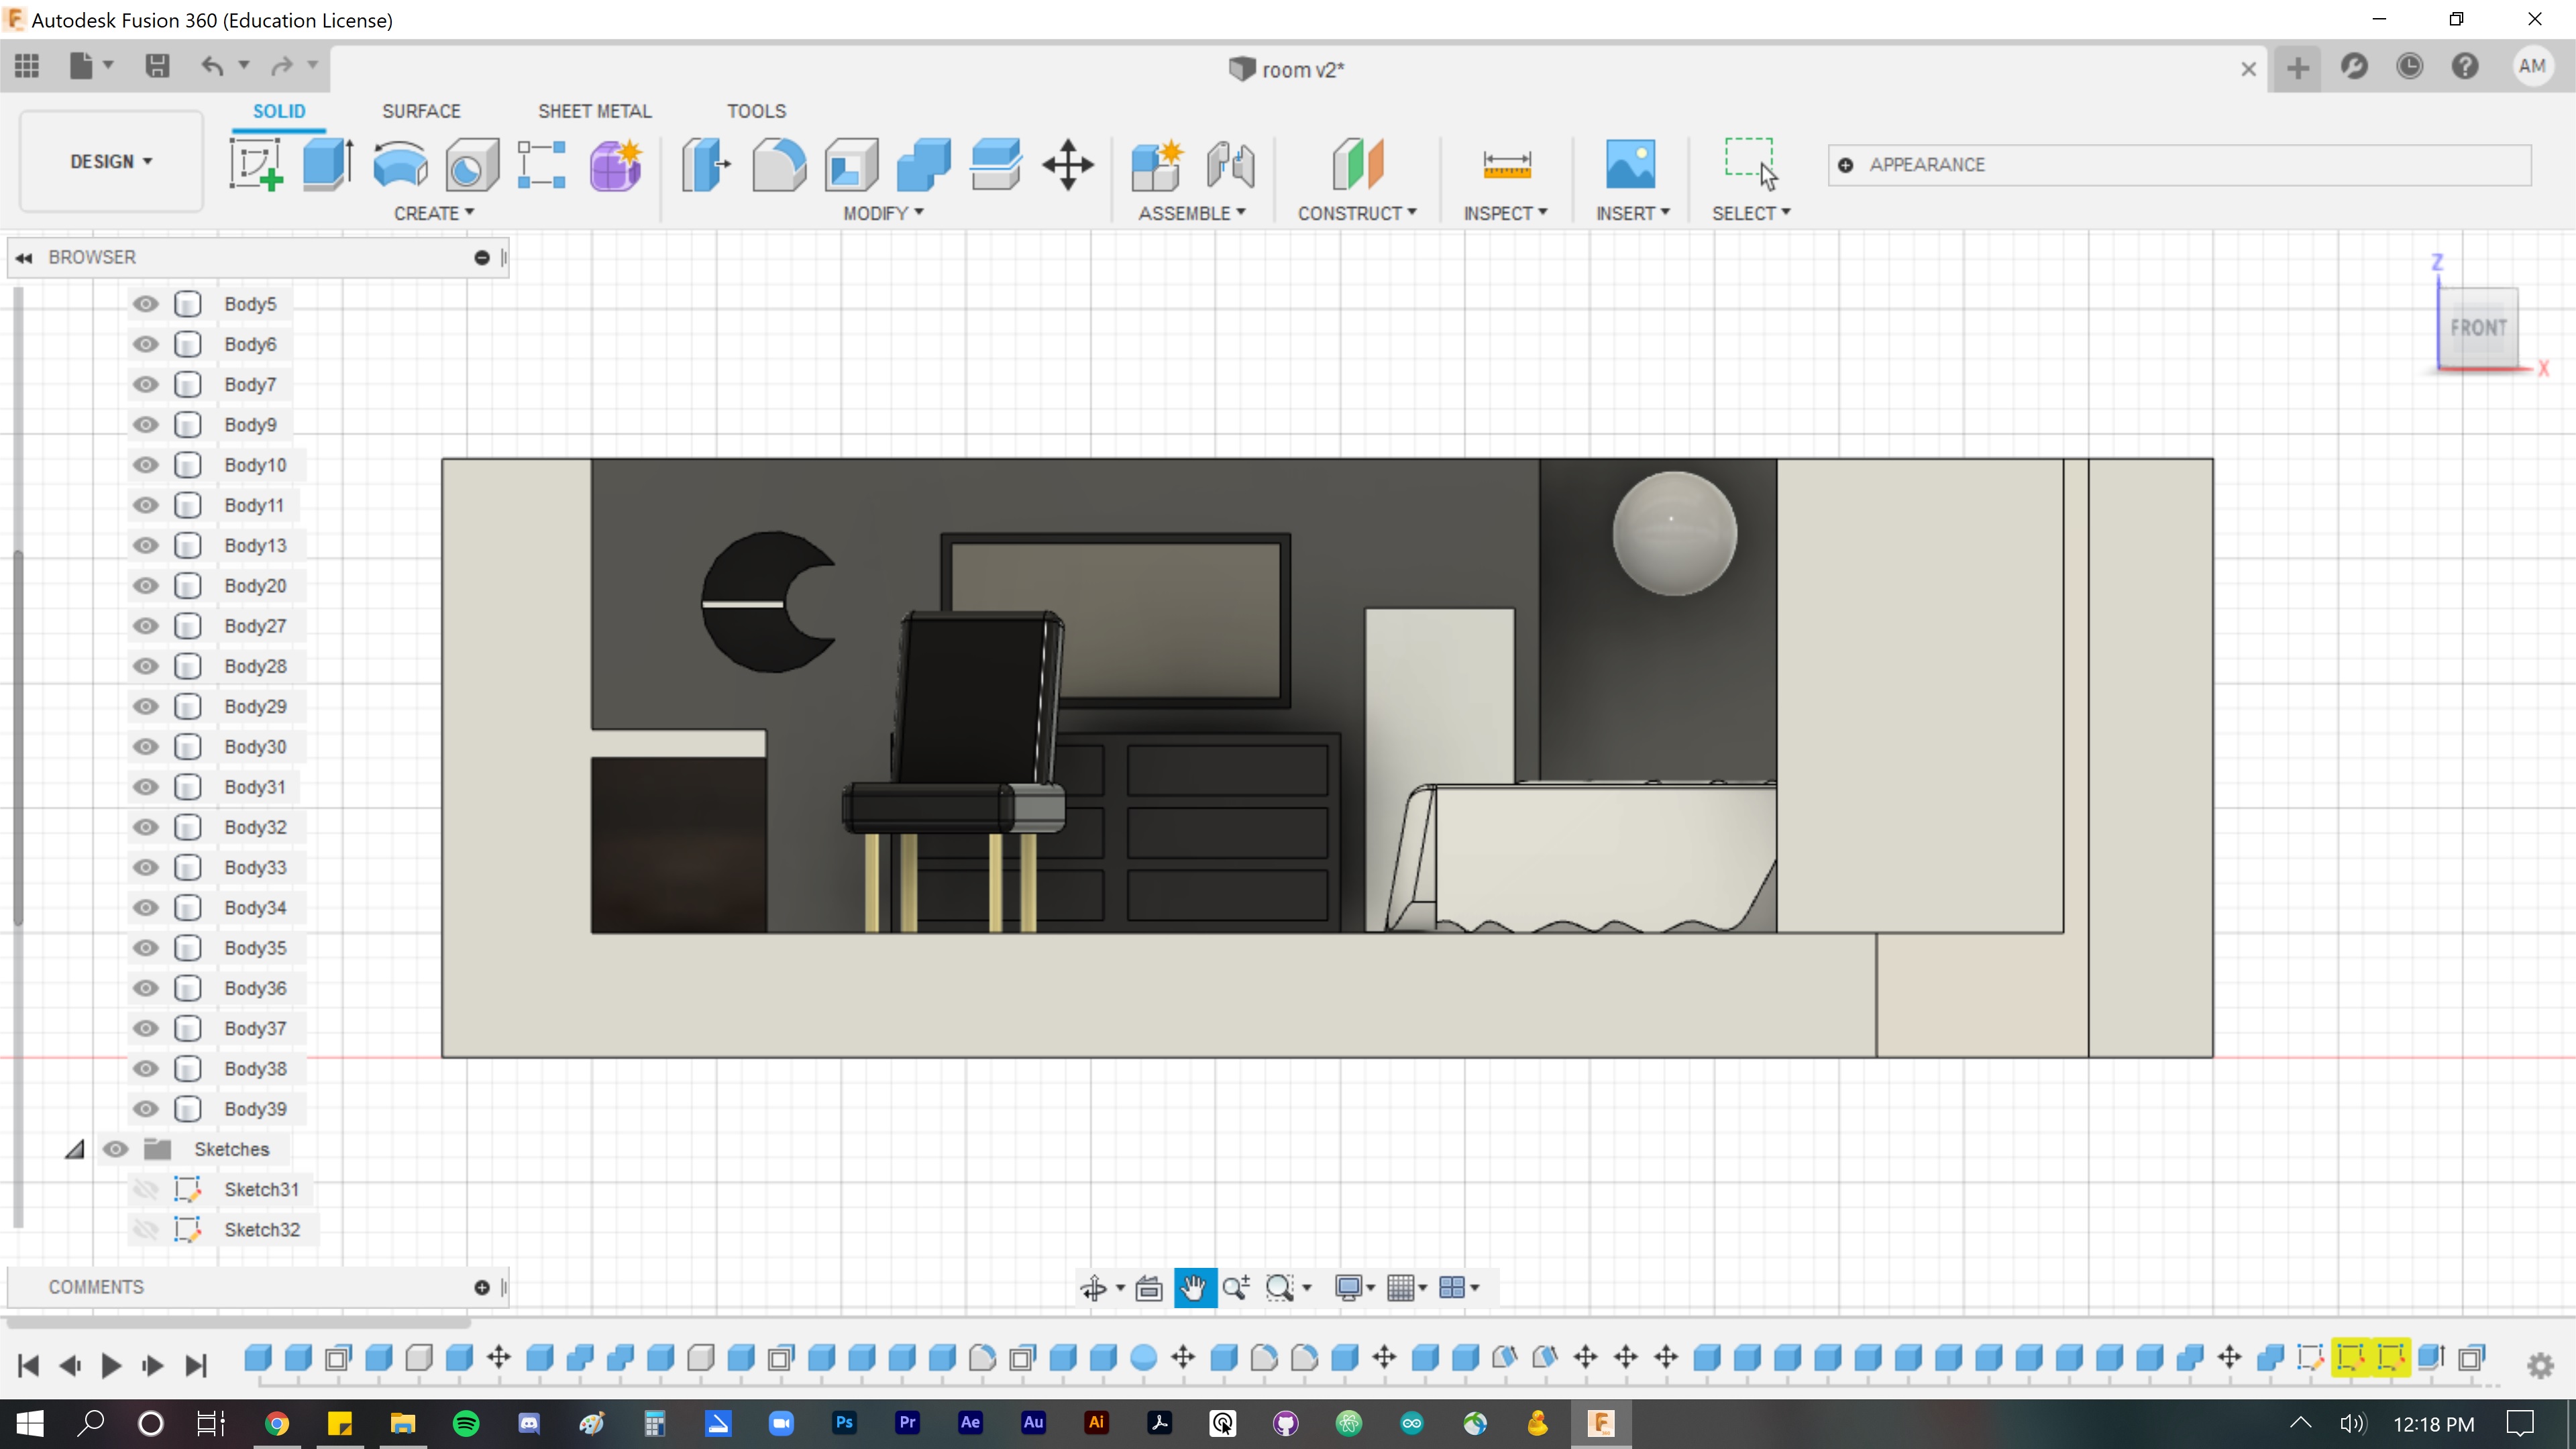 Autodesk Fusion 360 (Education License)
room v2*
AM
DESIGN
SOLID
SURFACE
SHEET METAL
TOOLS
CREATE
MODIFY
ASSEMBLE
CONSTRUCT
INSPECT
INSERT
SELECT
APPEARANCE
BROWSER
Body5
Body6
Body7
Body9
Body10
Body11
Body13
Body20
Body27
Body28
Body29
Body30
Body31
Body32
Body33
Body34
Body35
Body36
Body37
Body38
Body39
Sketches
Sketch31
Sketch32
COMMENTS
Z
FRONT
X
Ps
Pr
Ae
Au
Ai
F
12:18 PM